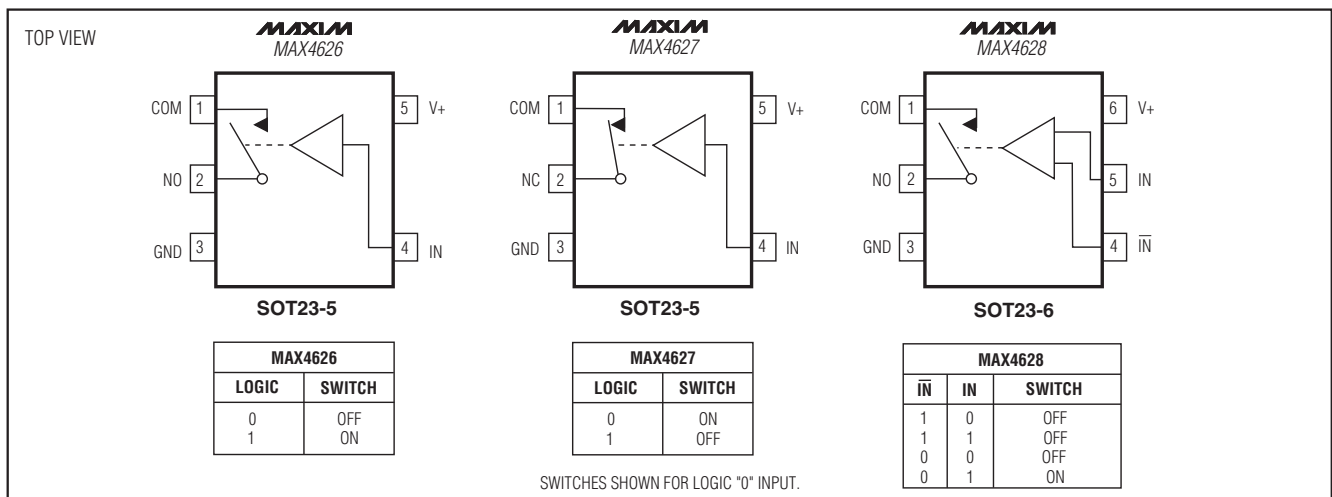 TOP VIEW
MAXIM
MAX4626
COM 1
5 V+
NO 2
GND 3
4 IN
SOT23-5
MAX4626
LOGIC SWITCH
0 OFF
1 ON
MAXIM
MAX4627
COM 1
5 V+
NC 2
GND 3
4 IN
SOT23-5
MAX4627
LOGIC SWITCH
0 ON
1 OFF
MAXIM
MAX4628
COM 1
6 V+
NO 2
5 IN
GND 3
4 I̅N̅
SOT23-6
MAX4628
I̅N̅ IN SWITCH
1 0 OFF
1 1 OFF
0 0 OFF
0 1 ON
SWITCHES SHOWN FOR LOGIC "0" INPUT.